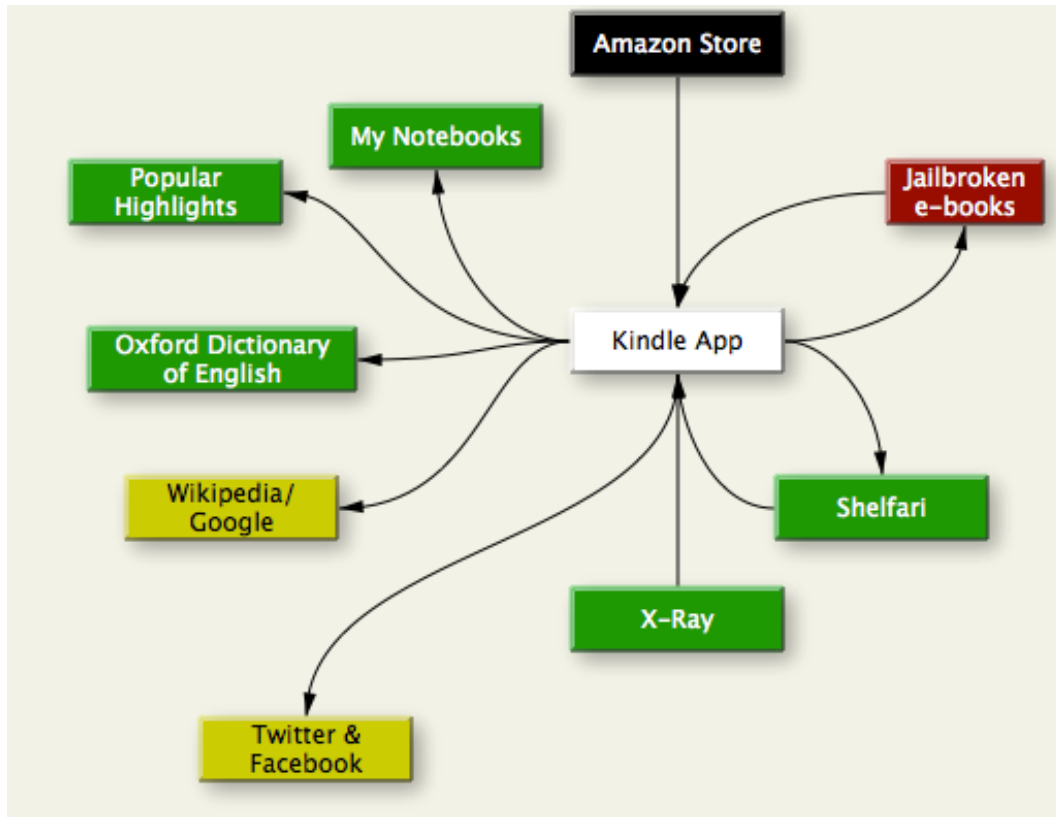 Amazon Store
My Notebooks
Popular
Highlights
Jailbroken
e-books
Oxford Dictionary
of English
Kindle App
Wikipedia/
Google
Shelfari
X-Ray
Twitter &
Facebook